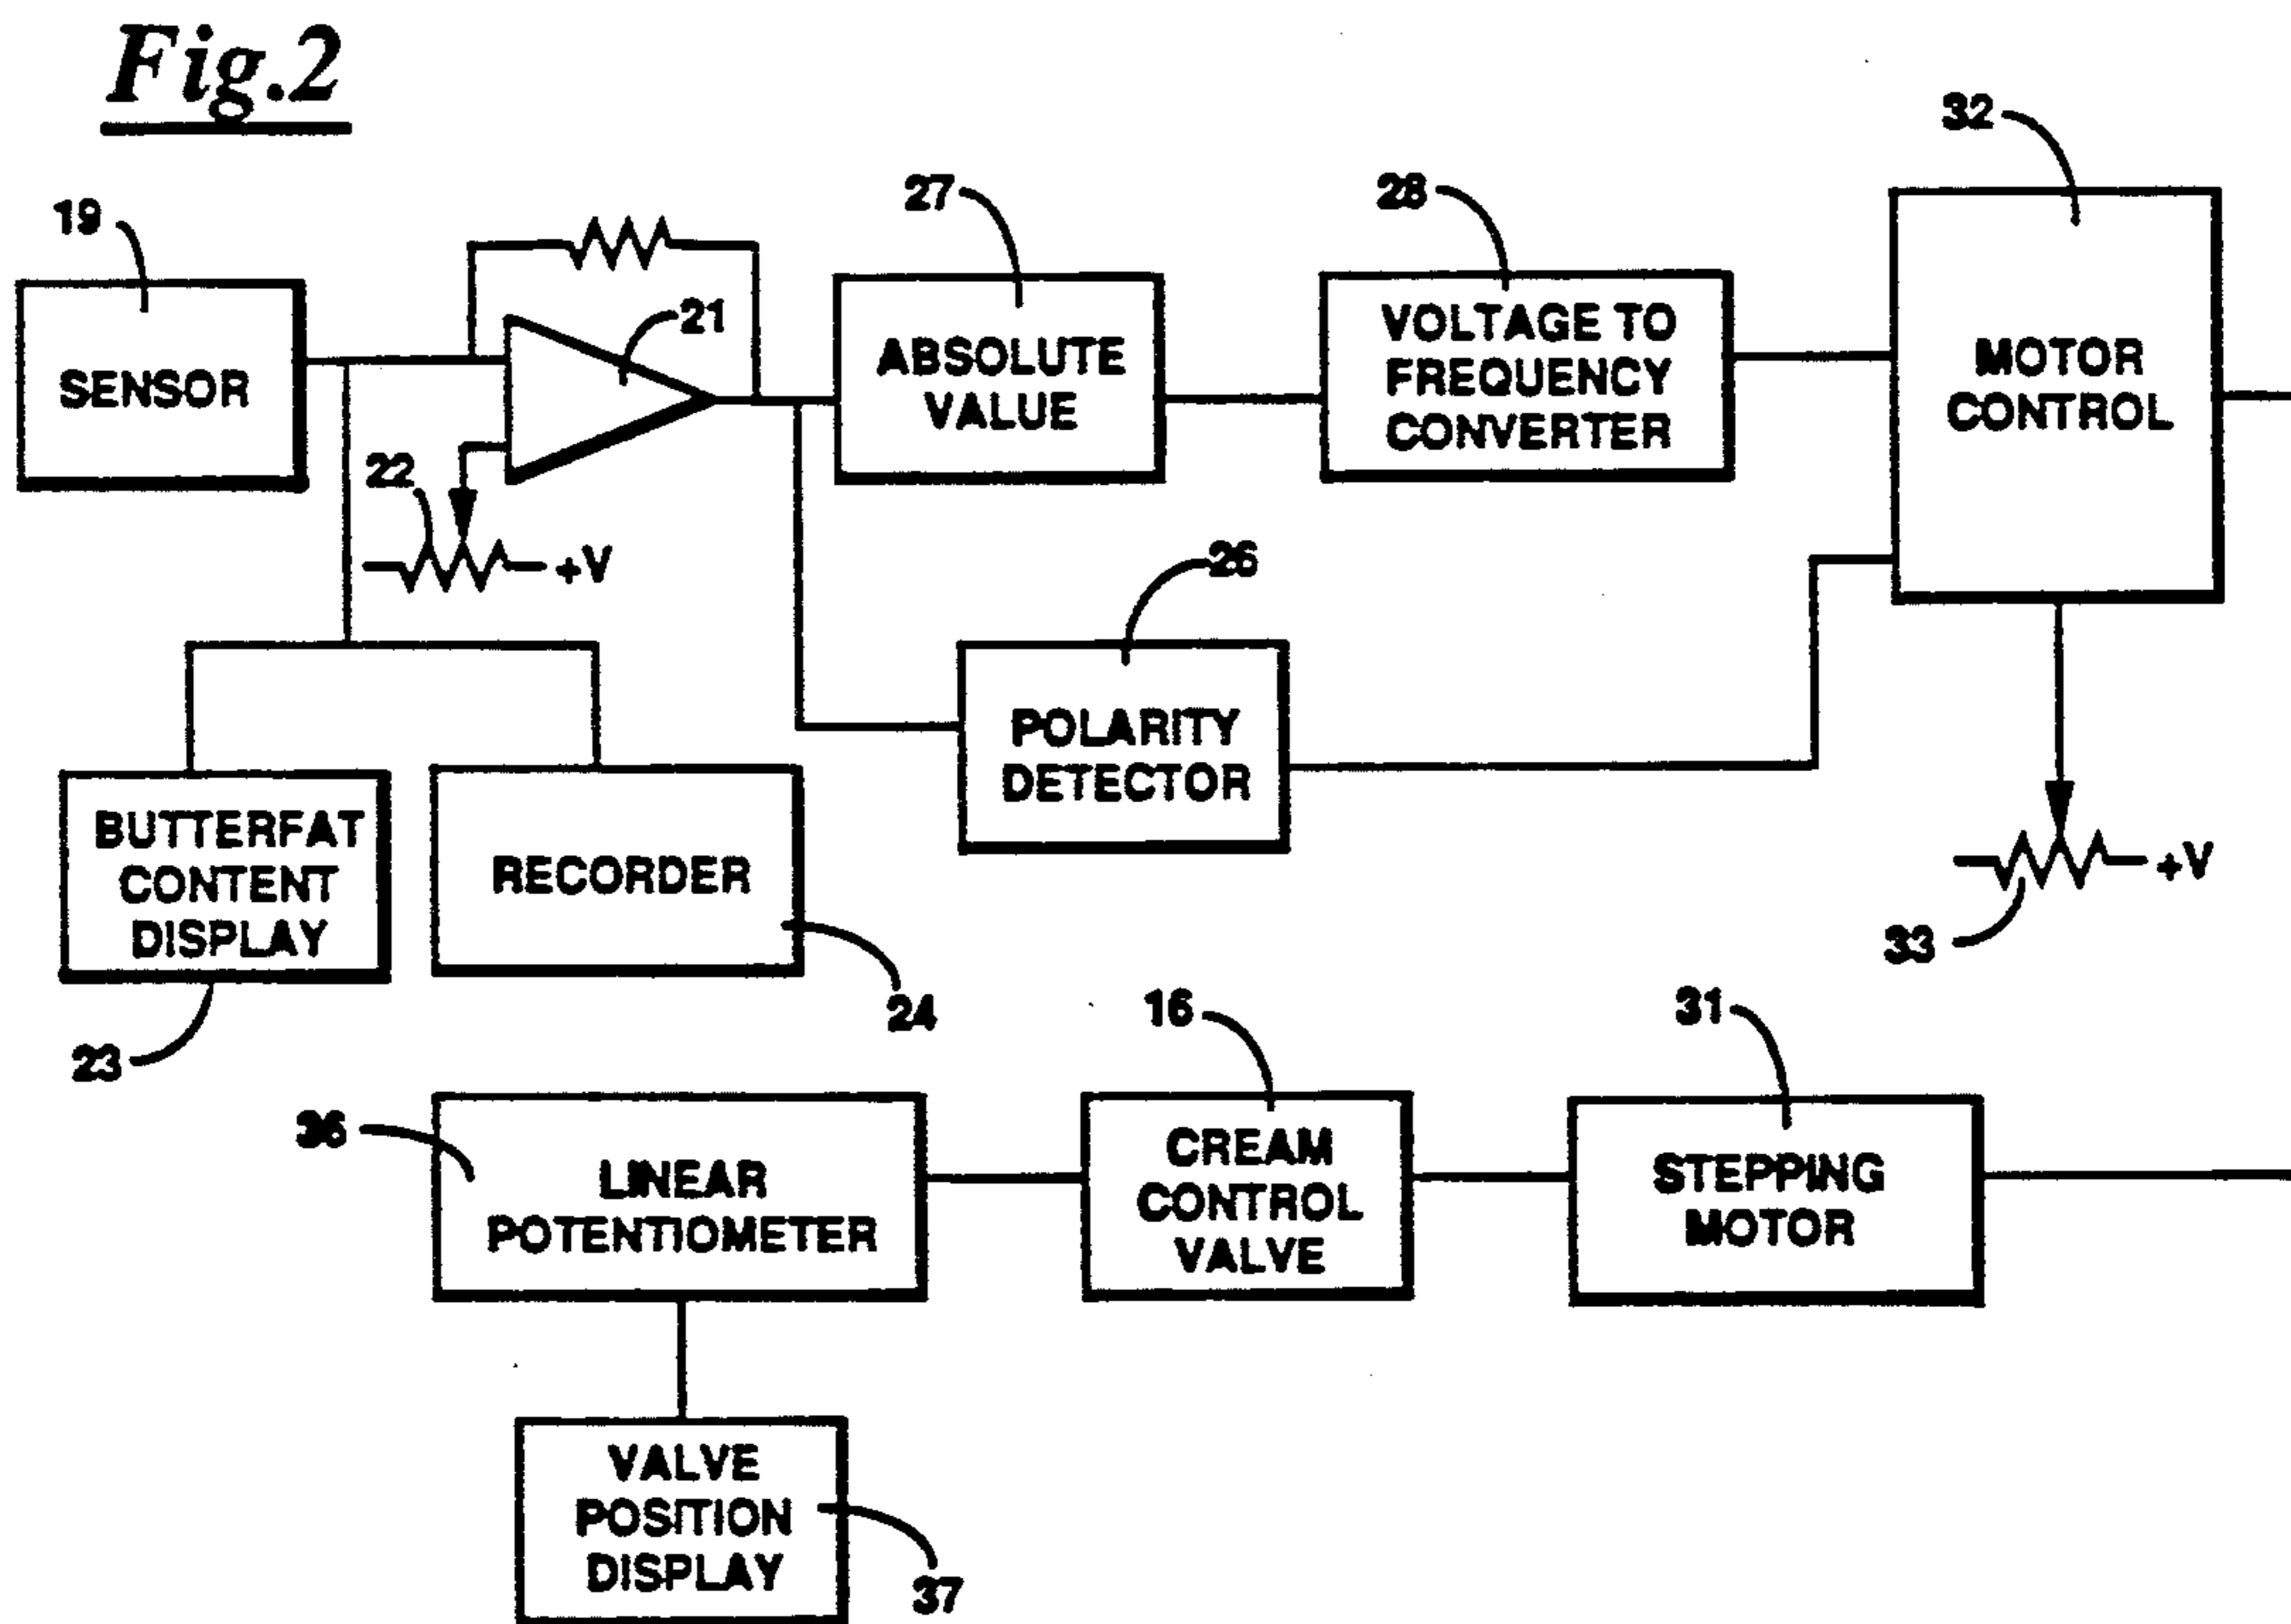 Fig.2
32
27
28
19
21
SENSOR
ABSOLUTE
VALUE
VOLTAGE TO
FREQUENCY
CONVERTER
MOTOR
CONTROL
22
+V
26
POLARITY
DETECTOR
BUTTERFAT
CONTENT
DISPLAY
RECORDER
+V
33
24
23
16
31
36
LINEAR
POTENTIOMETER
CREAM
CONTROL
VALVE
STEPPING
MOTOR
VALVE
POSITION
DISPLAY
37